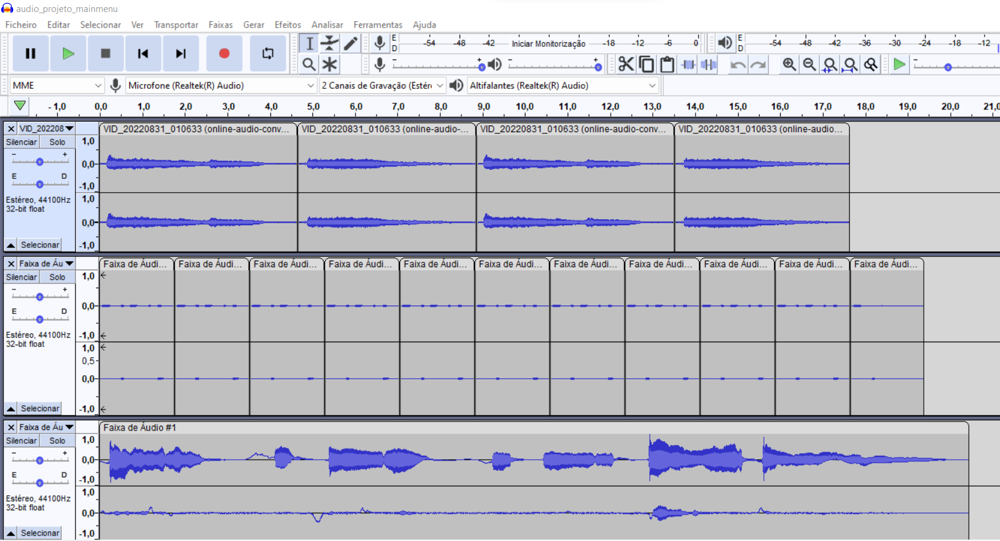 audio_projeto_mainmenu
Ficheiro Editar Selecionar Ver Transportar Faixas Gerar Efeitos Analisar Ferramentas Ajuda
E D -54 -48 -42 Iniciar Monitorização -18 -12 -6 0 E D -54 -48 -42 -36 -30 -24 -18 -12
- + - + -
MME Microfone (Realtek(R) Audio) 2 Canais de Gravação (Estér Altifalantes (Realtek(R) Audio)
-1,0 0,0 1,0 2,0 3,0 4,0 5,0 6,0 7,0 8,0 9,0 10,0 11,0 12,0 13,0 14,0 15,0 16,0 17,0 18,0 19,0 20,0 21,0
VID_202208 VID_20220831_010633 (online-audio-conv... VID_20220831_010633 (online-audio-... VID_20220831_010633 (online-audio-conv... VID_20220831_010633 (online-audio...
Silenciar Solo 1,0
- +
0,0
E D
-1,0
Estéreo, 44100Hz 1,0
32-bit float
0,0
Selecionar -1,0
Faixa de Áu Faixa de Áudi... Faixa de Áudi... Faixa de Áudi... Faixa de Áudi... Faixa de Áudi... Faixa de Áudi... Faixa de Áudi... Faixa de Áudi... Faixa de Áudi... Faixa de Áudi... Faixa de Áudi...
Silenciar Solo 1,0
- +
0,0
E D
Estéreo, 44100Hz -1,0
32-bit float 1,0
0,5
0,0
Selecionar -1,0
Faixa de Áu Faixa de Áudio #1
Silenciar Solo 1,0
- +
0,0
E D -1,0
1,0
Estéreo, 44100Hz
32-bit float 0,0
Selecionar -1,0